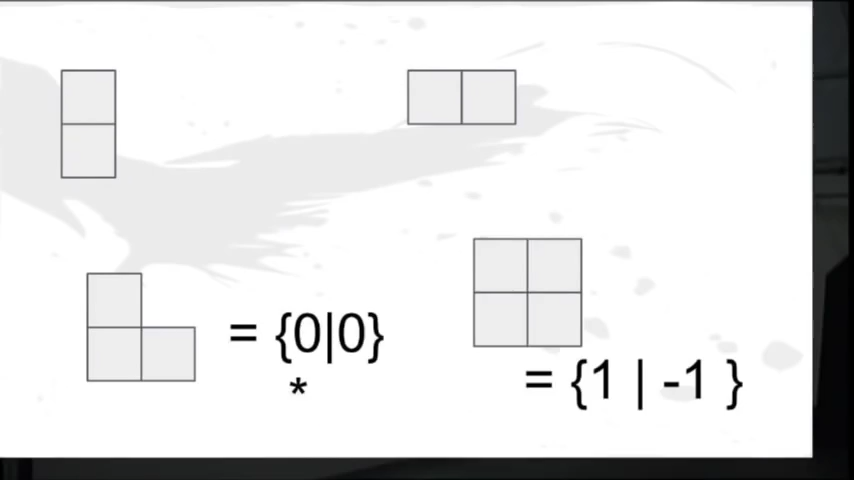 = {0|0}
*
= {1 | -1 }